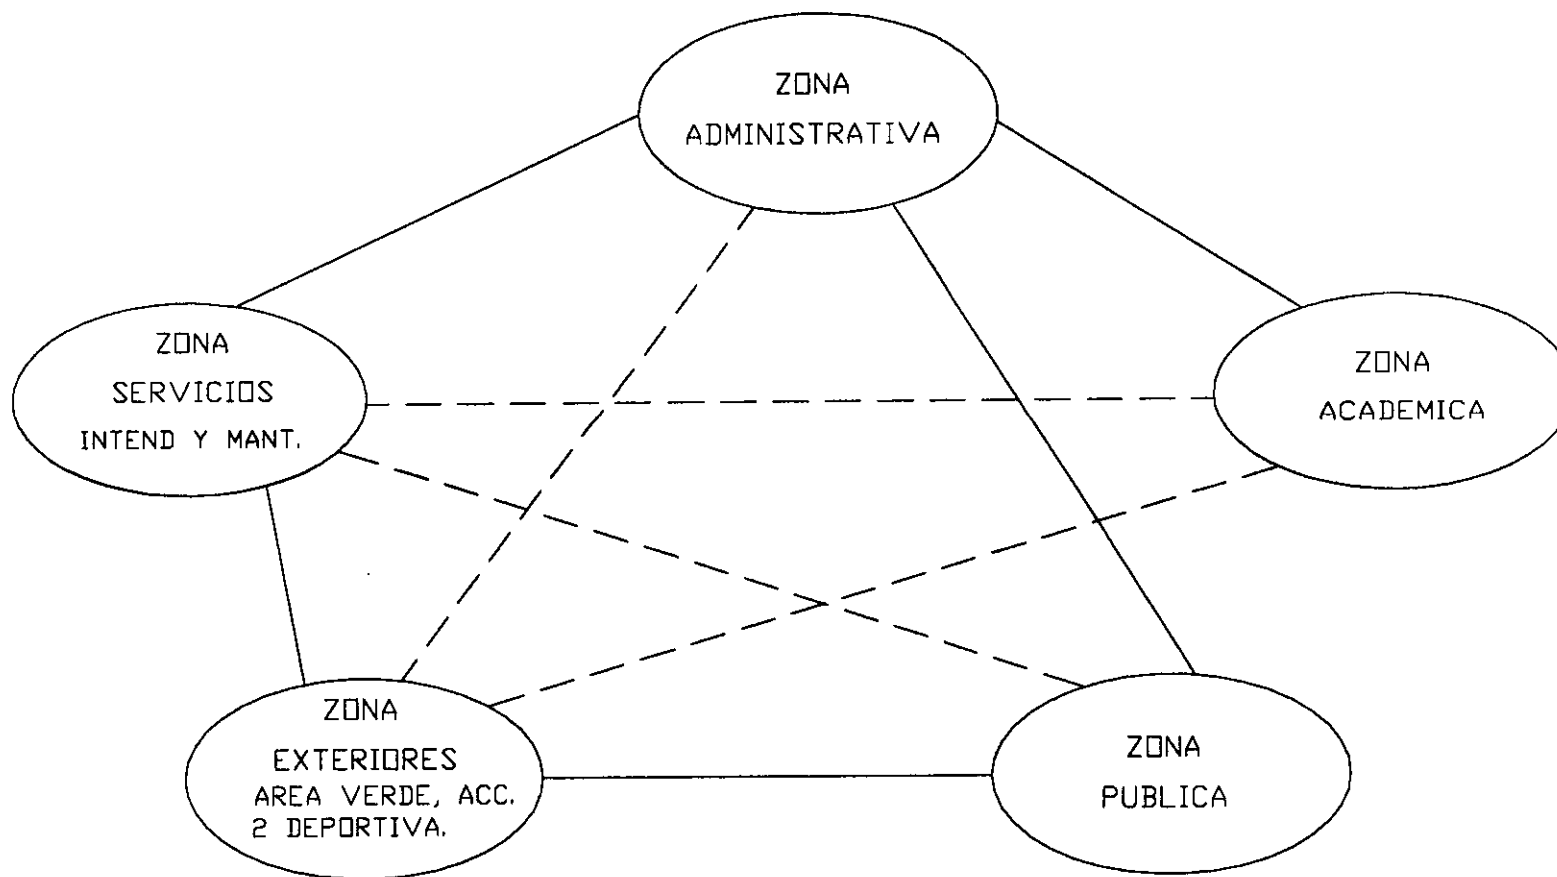 ZONA
ADMINISTRATIVA
ZONA
SERVICIOS
INTEND Y MANT.
ZONA
ACADEMICA
ZONA
EXTERIORES
AREA VERDE, ACC.
2 DEPORTIVA.
ZONA
PUBLICA